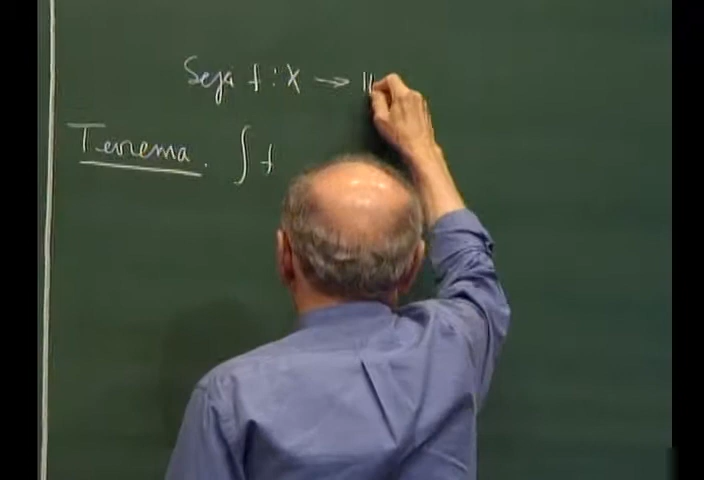 Seja f : X →
Teorema. ∫ f